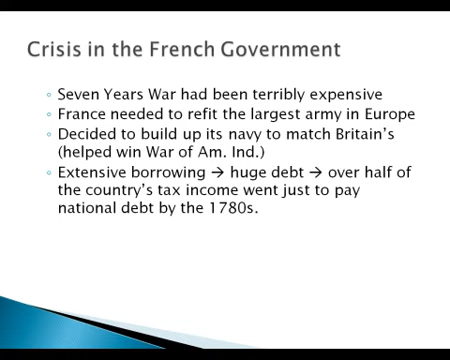 Crisis in the French Government
◦ Seven Years War had been terribly expensive
◦ France needed to refit the largest army in Europe
◦ Decided to build up its navy to match Britain's
(helped win War of Am. Ind.)
◦ Extensive borrowing → huge debt → over half of
the country's tax income went just to pay
national debt by the 1780s.